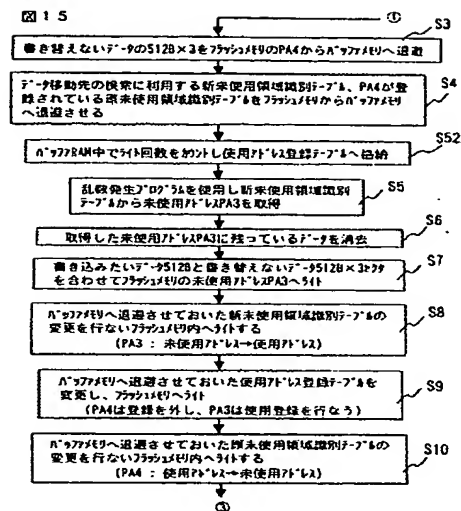 図15
①
S3
書き替えないデータの512B×3をフラッシュメモリのPA4からバッファメモリへ退避
S4
データ移動先の検索に利用する新未使用領域識別テーブル、PA4が登
録されている原未使用領域識別テーブルをフラッシュメモリからバッファメモリ
へ退避させる
S52
バッファRAM中でライト回数をカウントし使用アドレス登録テーブルへ格納
S5
乱数発生プログラムを使用し新未使用領域識別
テーブルから未使用アドレスPA3を取得
S6
取得した未使用アドレスPA3に残っているデータを消去
S7
書き込みたいデータ512Bと書き替えないデータ512B×3セクタ
を合わせてフラッシュメモリの未使用アドレスPA3へライト
S8
バッファメモリへ退避させておいた新未使用領域識別テーブルの
変更を行ないフラッシュメモリ内へライトする
(PA3:未使用アドレス→使用アドレス)
S9
バッファメモリへ退避させておいた使用アドレス登録テーブルを
変更し、フラッシュメモリへライト
(PA4は登録を外し、PA3は使用登録を行なう)
S10
バッファメモリへ退避させておいた原未使用領域識別テーブルの
変更を行ないフラッシュメモリ内へライトする
(PA4:使用アドレス→未使用アドレス)
③